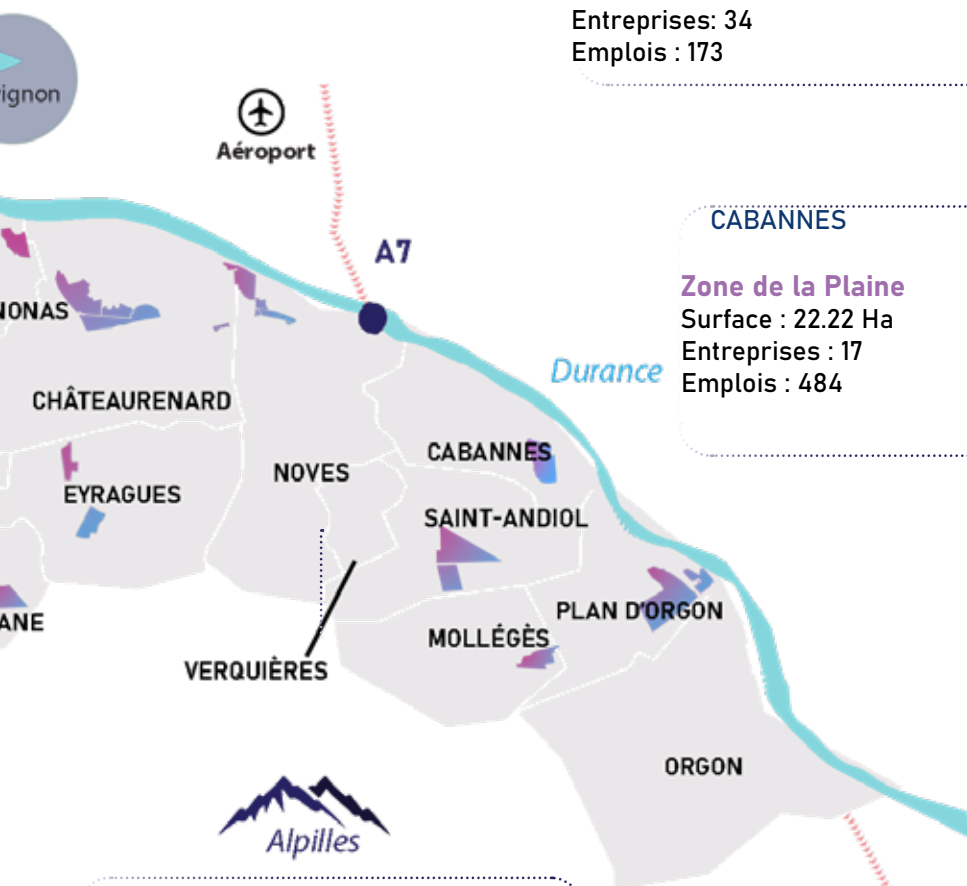 Entreprises: 34
Emplois : 173
ignon
Aéroport
A7
CABANNES
Zone de la Plaine
Surface : 22.22 Ha
Entreprises : 17
Emplois : 484
NONAS
Durance
CHÂTEAURENARD
CABANNES
NOVES
EYRAGUES
SAINT-ANDIOL
PLAN D'ORGON
ANE
MOLLÉGÈS
VERQUIÈRES
ORGON
Alpilles